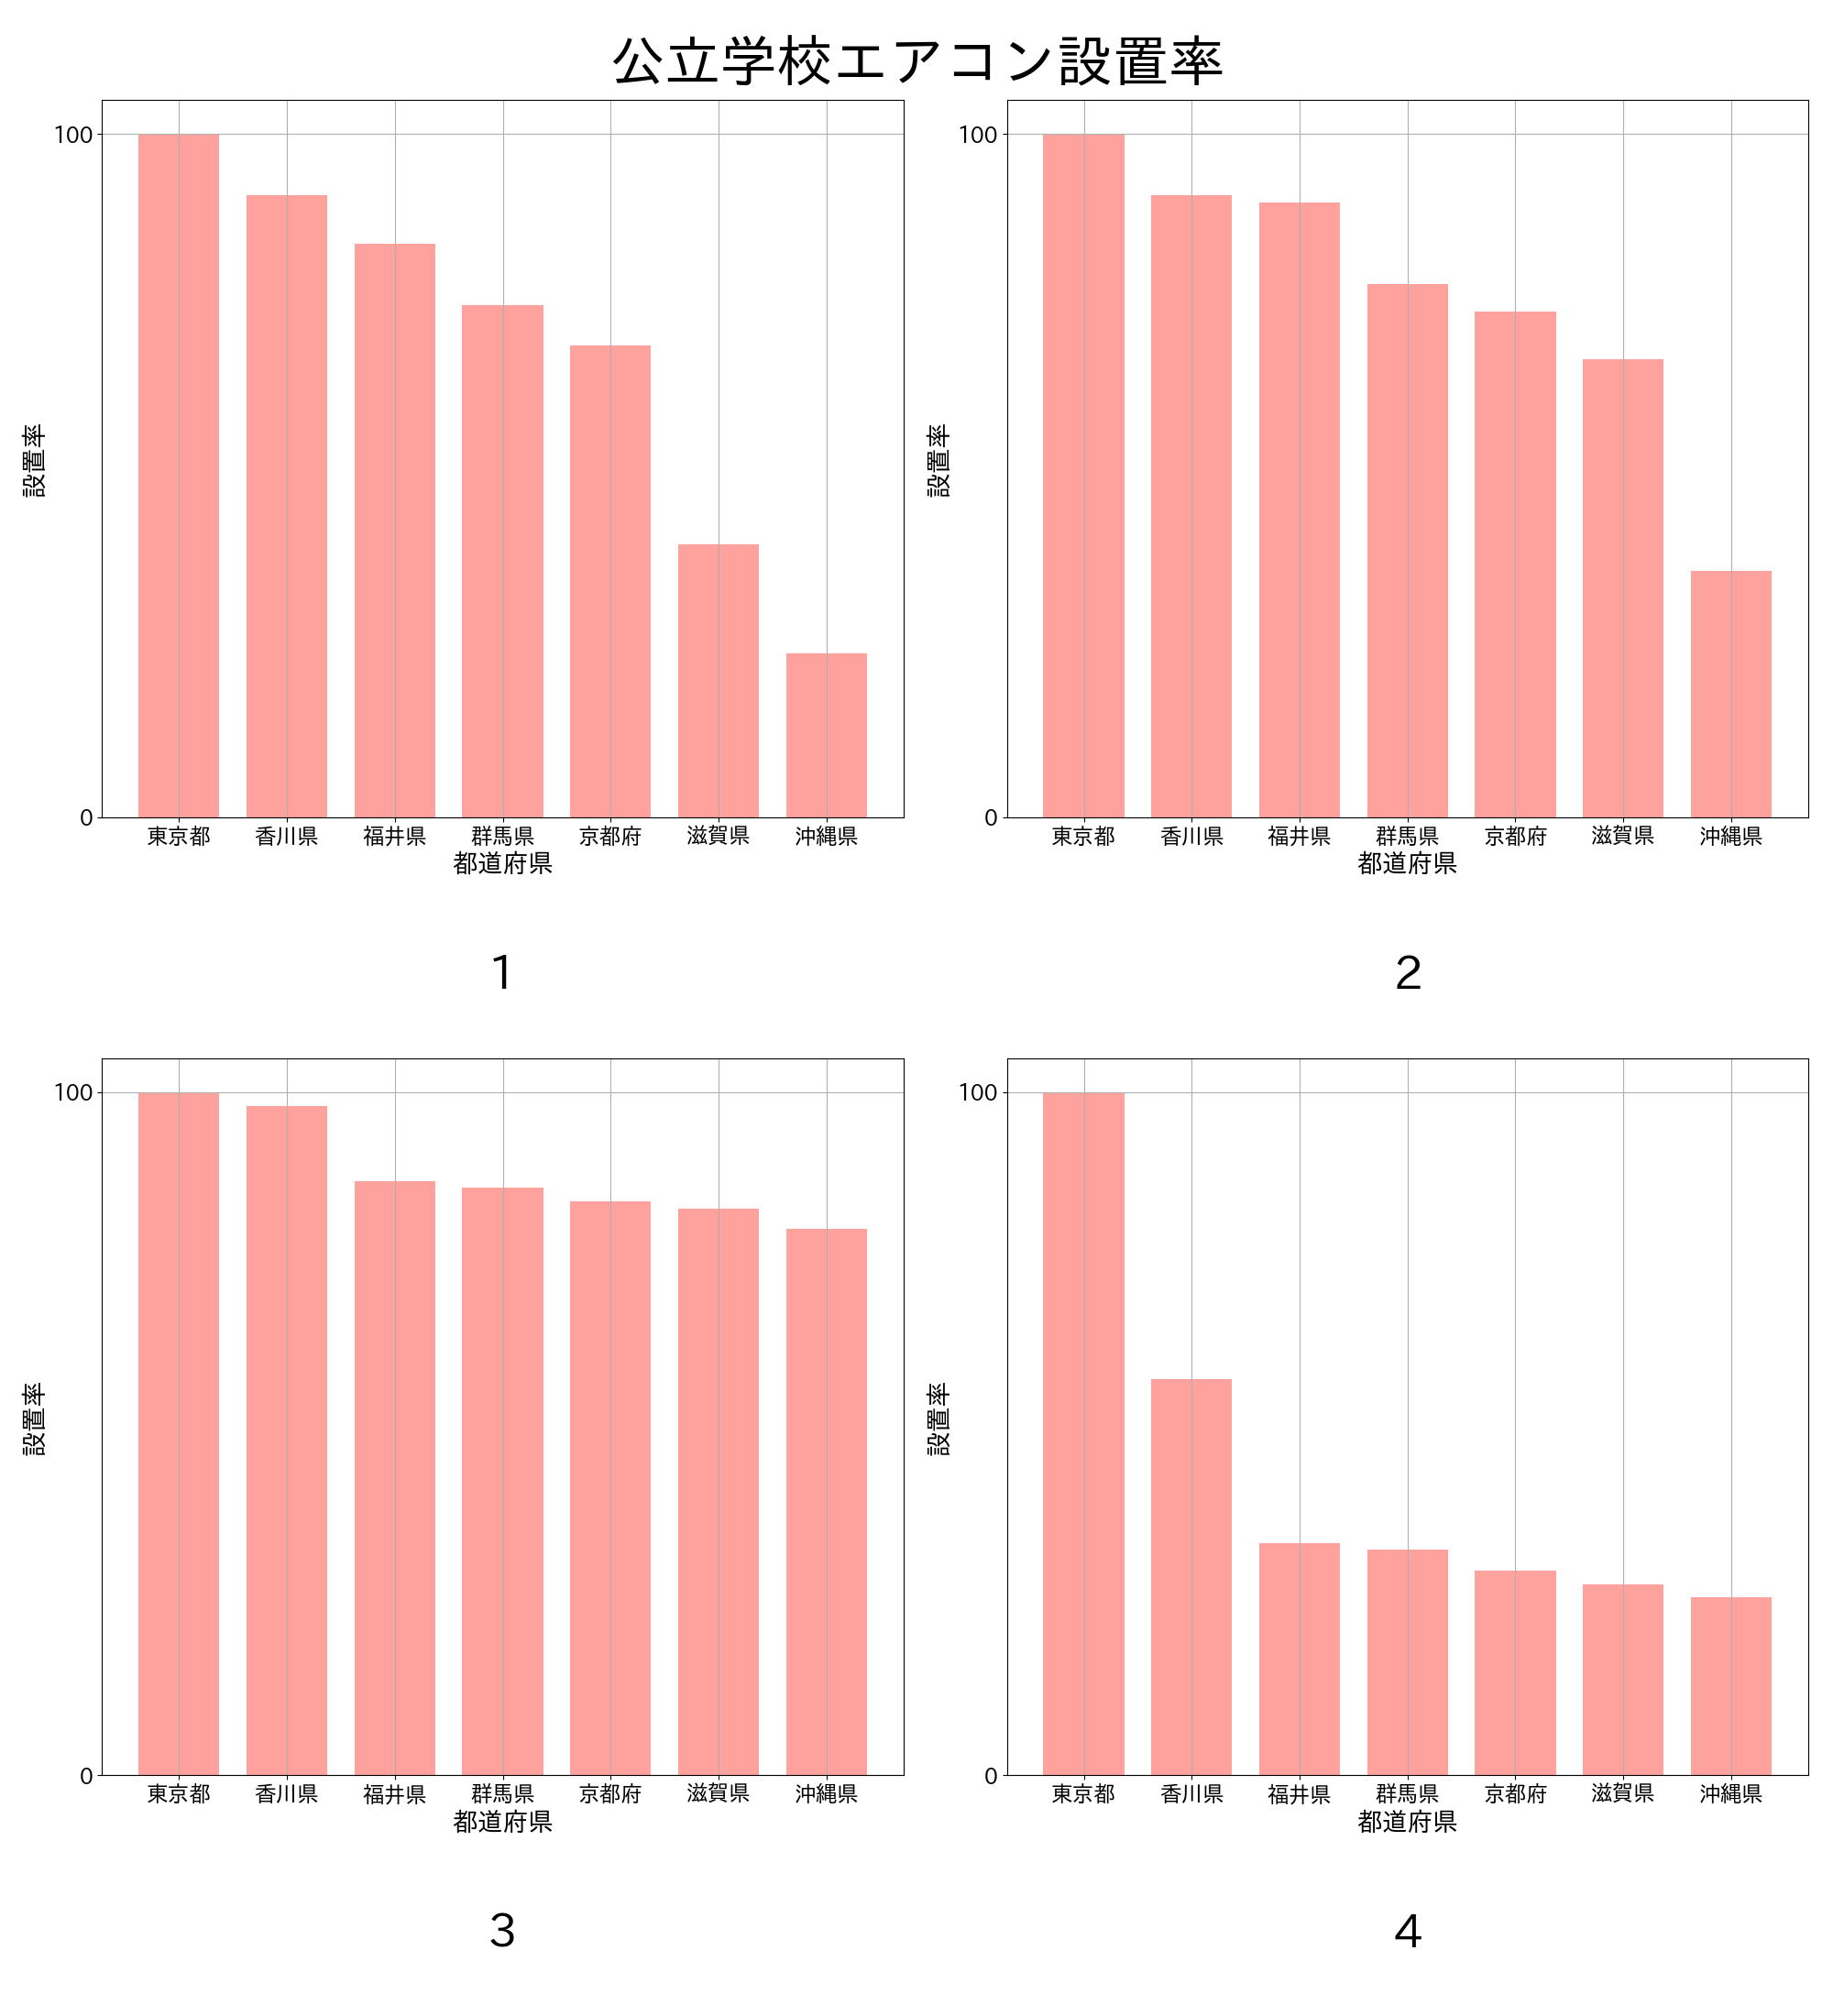 公立学校エアコン設置率
100
0
設置率
東京都 香川県 福井県 群馬県 京都府 滋賀県 沖縄県
都道府県
1
100
0
設置率
東京都 香川県 福井県 群馬県 京都府 滋賀県 沖縄県
都道府県
2
100
0
設置率
東京都 香川県 福井県 群馬県 京都府 滋賀県 沖縄県
都道府県
3
100
0
設置率
東京都 香川県 福井県 群馬県 京都府 滋賀県 沖縄県
都道府県
4